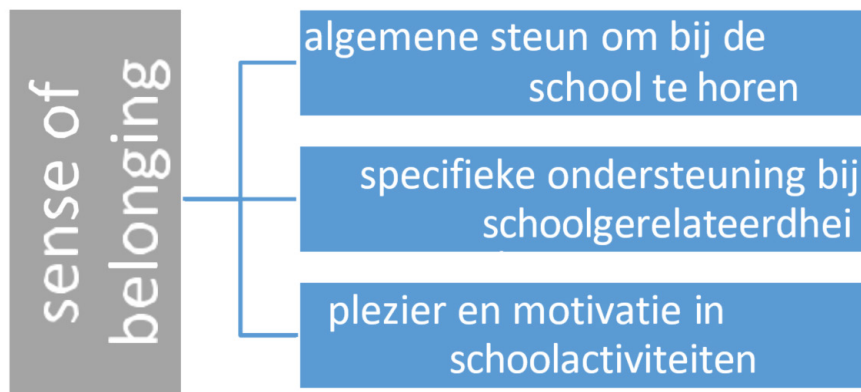 sense of
belonging
algemene steun om bij de
school te horen
specifieke ondersteuning bij
schoolgerelateerdhei
plezier en motivatie in
schoolactiviteiten